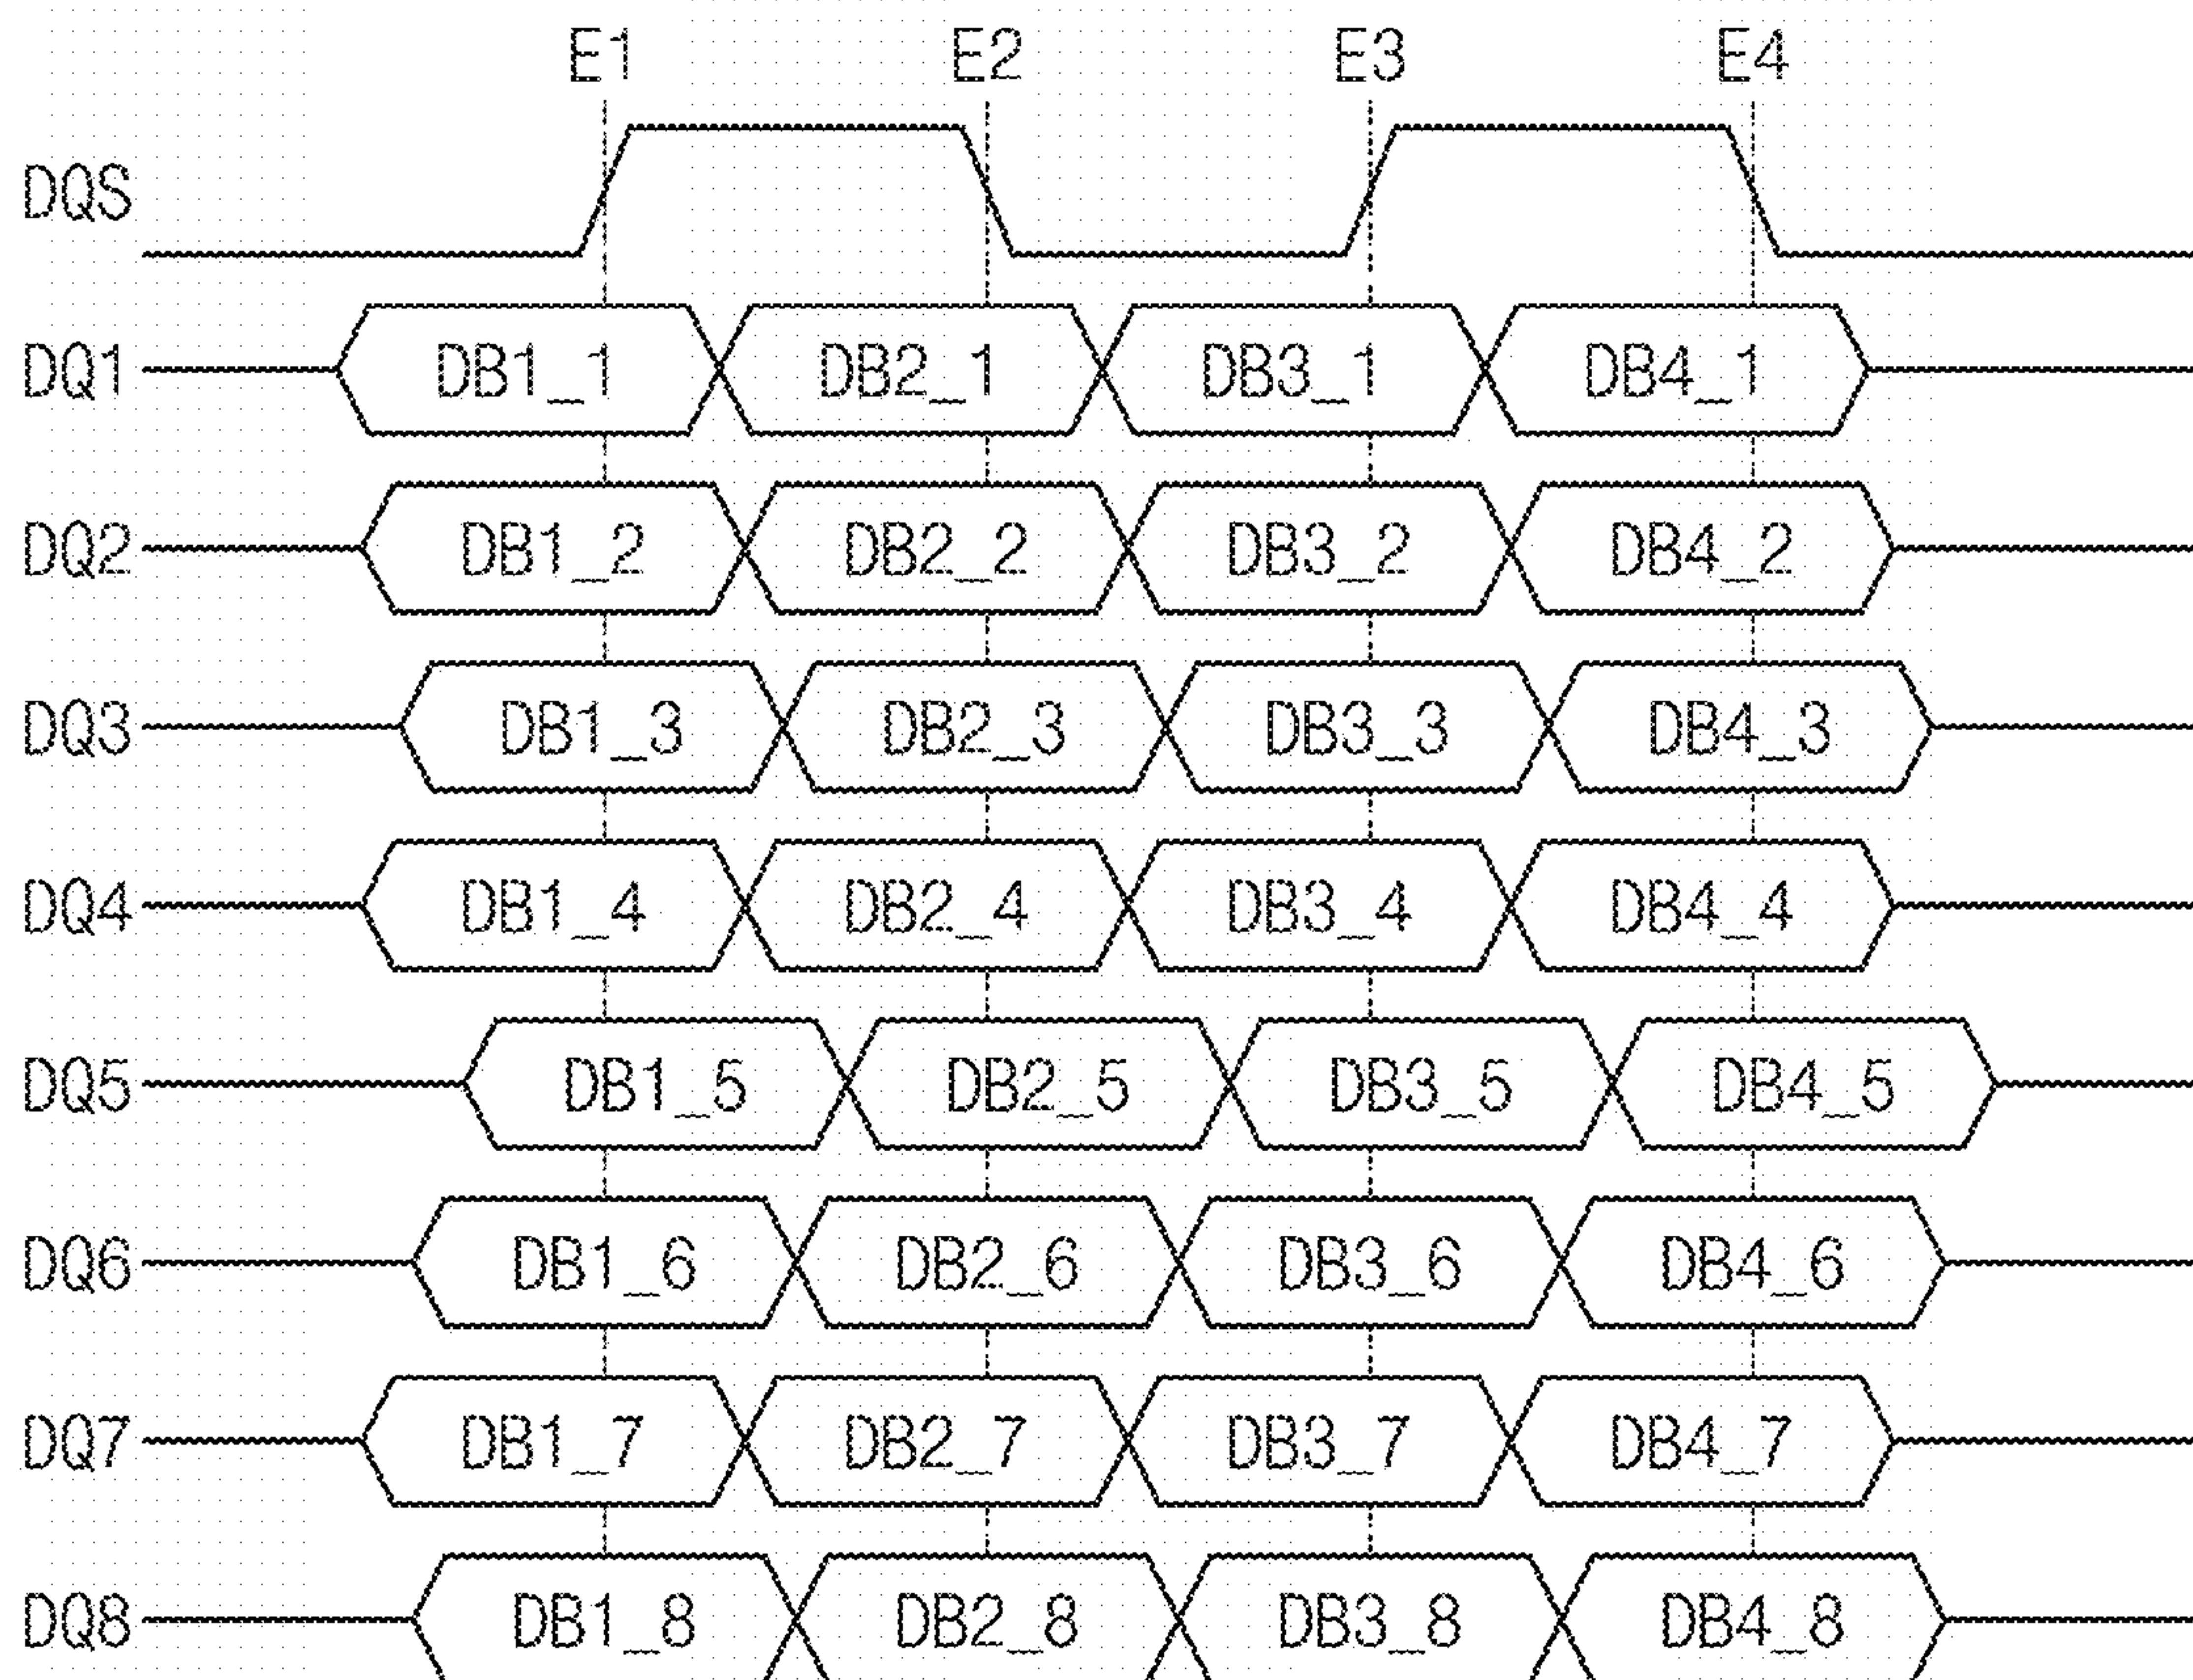 E1 E2 E3 E4
DQS
DQ1 DB1_1 DB2_1 DB3_1 DB4_1
DQ2 DB1_2 DB2_2 DB3_2 DB4_2
DQ3 DB1_3 DB2_3 DB3_3 DB4_3
DQ4 DB1_4 DB2_4 DB3_4 DB4_4
DQ5 DB1_5 DB2_5 DB3_5 DB4_5
DQ6 DB1_6 DB2_6 DB3_6 DB4_6
DQ7 DB1_7 DB2_7 DB3_7 DB4_7
DQ8 DB1_8 DB2_8 DB3_8 DB4_8